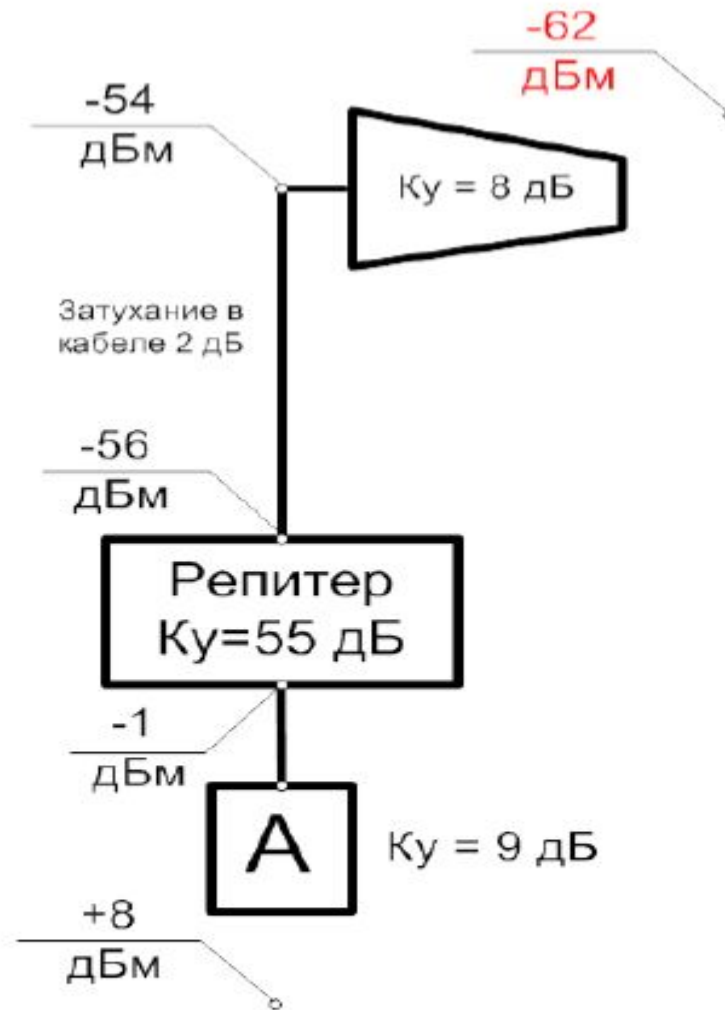 -62
дБм
-54
дБм
Ку = 8 дБ
Затухание в
кабеле 2 дБ
-56
дБм
Репитер
Ку=55 дБ
-1
дБм
А
Ку = 9 дБ
+8
дБм